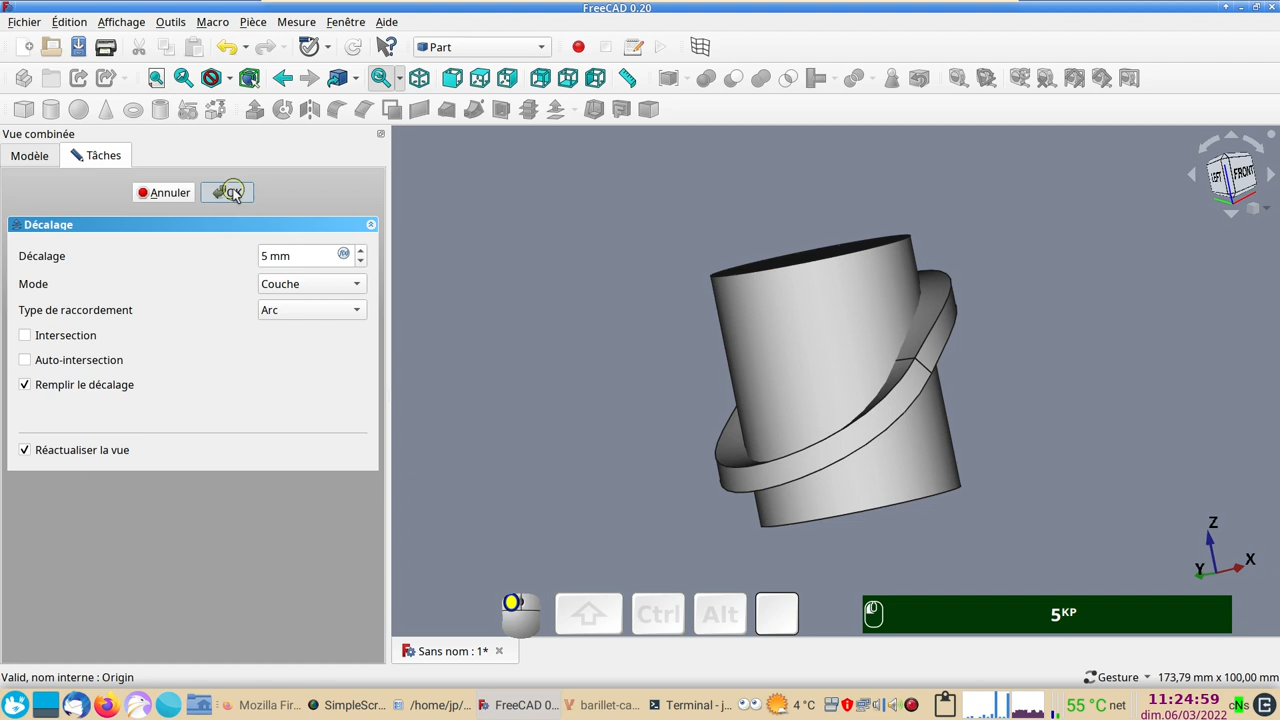 FreeCAD 0.20
Fichier Édition Affichage Outils Macro Pièce Mesure Fenêtre Aide
Part
Vue combinée
Modèle Tâches
Annuler
Décalage
Décalage 5 mm
Mode Couche
Type de raccordement Arc
Intersection
Auto-intersection
Remplir le décalage
Réactualiser la vue
LEFT FRONT
Z
X
Y
Ctrl Alt
5KP
Sans nom : 1*
Valid, nom interne : Origin
Gesture 173,79 mm x 100,00 mm
Mozilla Fir... SimpleScr... /home/jp/... FreeCAD 0... barillet-ca... Terminal - j... 4 °C 55 °C net 11:24:59
dim.06/03/2022